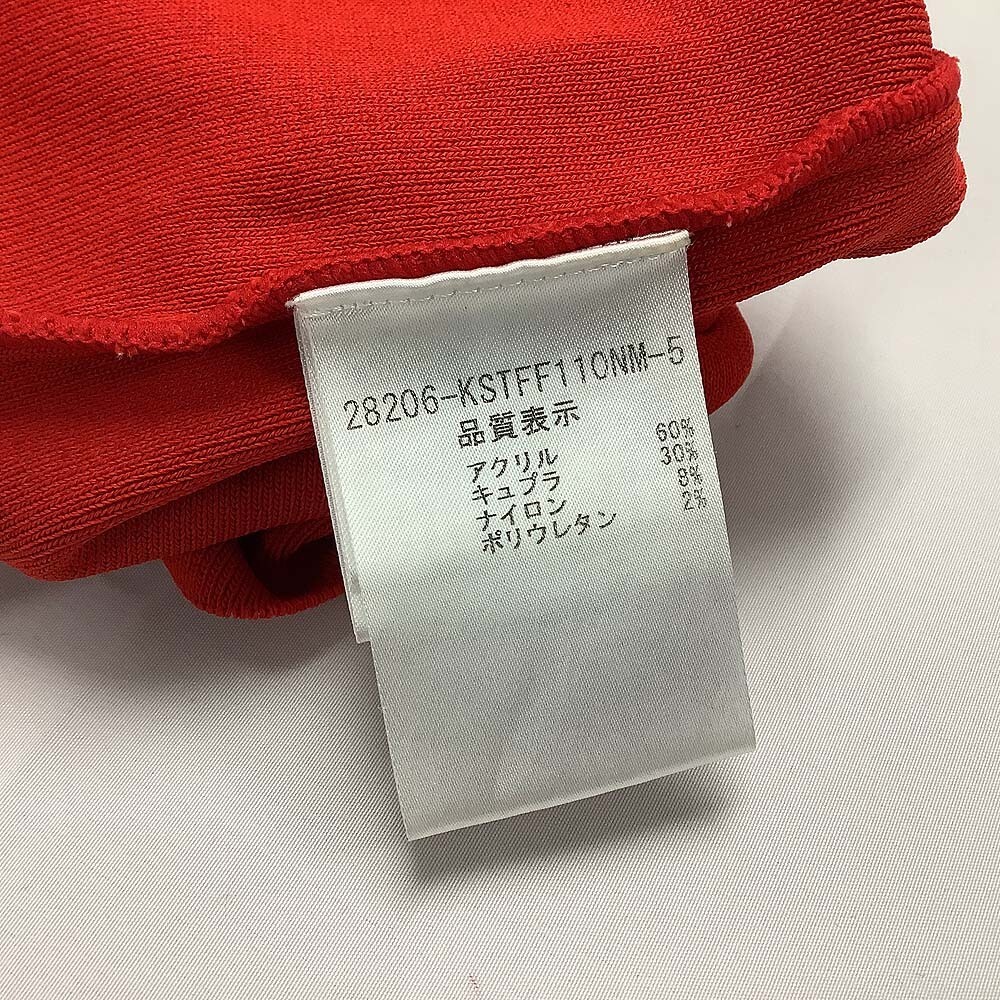 28206-KSTFF110NM-5
品質表示
アクリル 60%
キュプラ 30%
ナイロン 8%
ポリウレタン 2%